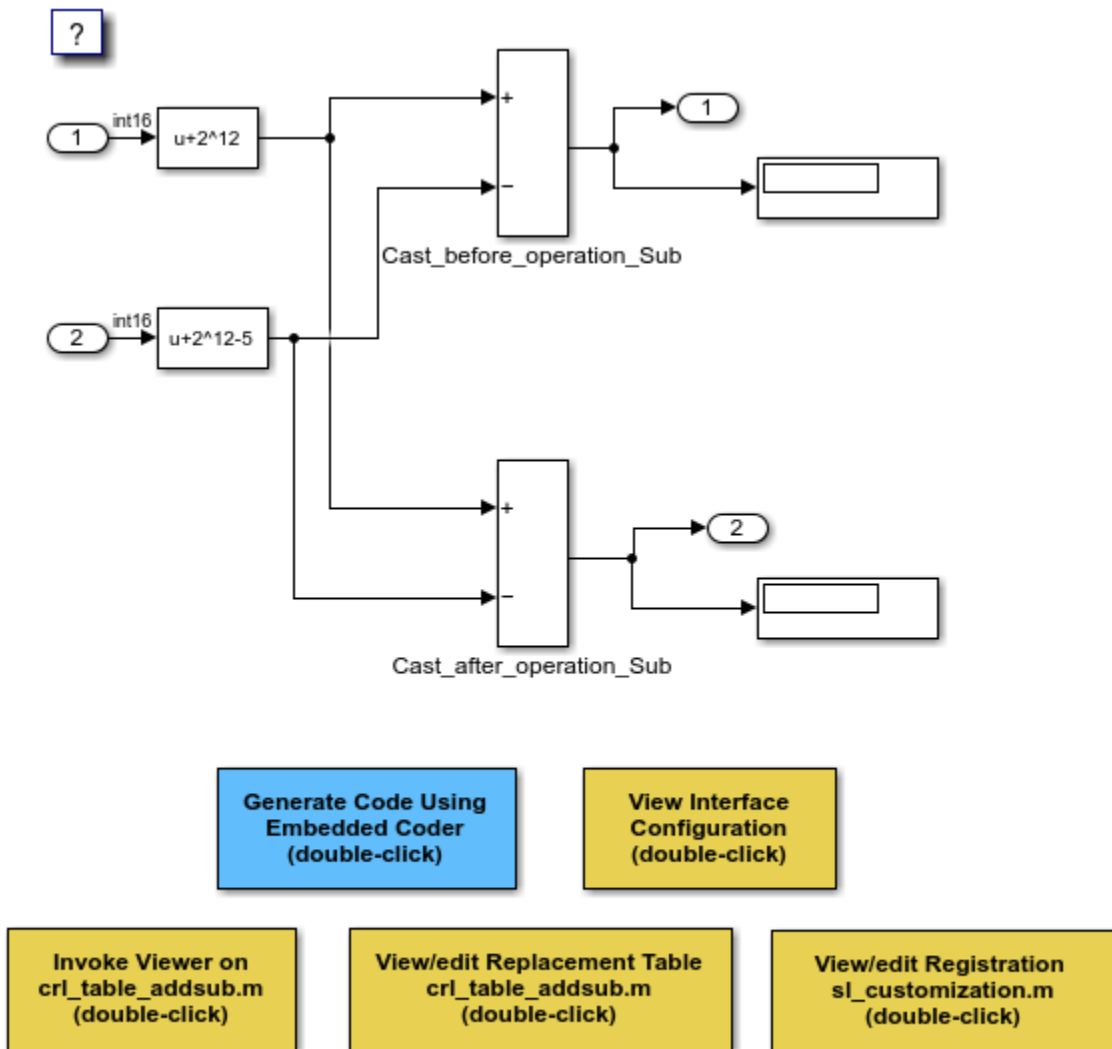 ?
1
int16
u+2^12
+
−
1
Cast_before_operation_Sub
2
int16
u+2^12-5
+
−
2
Cast_after_operation_Sub
Generate Code Using
Embedded Coder
(double-click)
View Interface
Configuration
(double-click)
Invoke Viewer on
crl_table_addsub.m
(double-click)
View/edit Replacement Table
crl_table_addsub.m
(double-click)
View/edit Registration
sl_customization.m
(double-click)